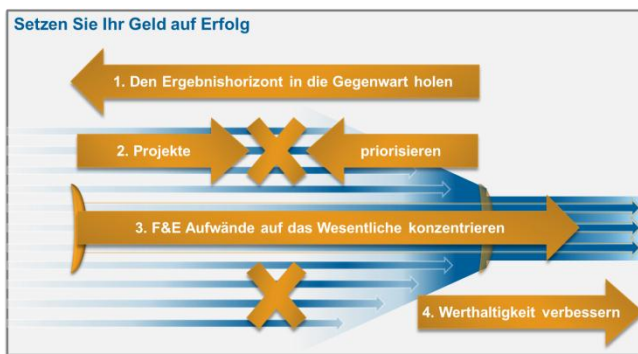 Setzen Sie Ihr Geld auf Erfolg
1. Den Ergebnishorizont in die Gegenwart holen
2. Projekte priorisieren
3. F&E Aufwände auf das Wesentliche konzentrieren
4. Werthaltigkeit verbessern